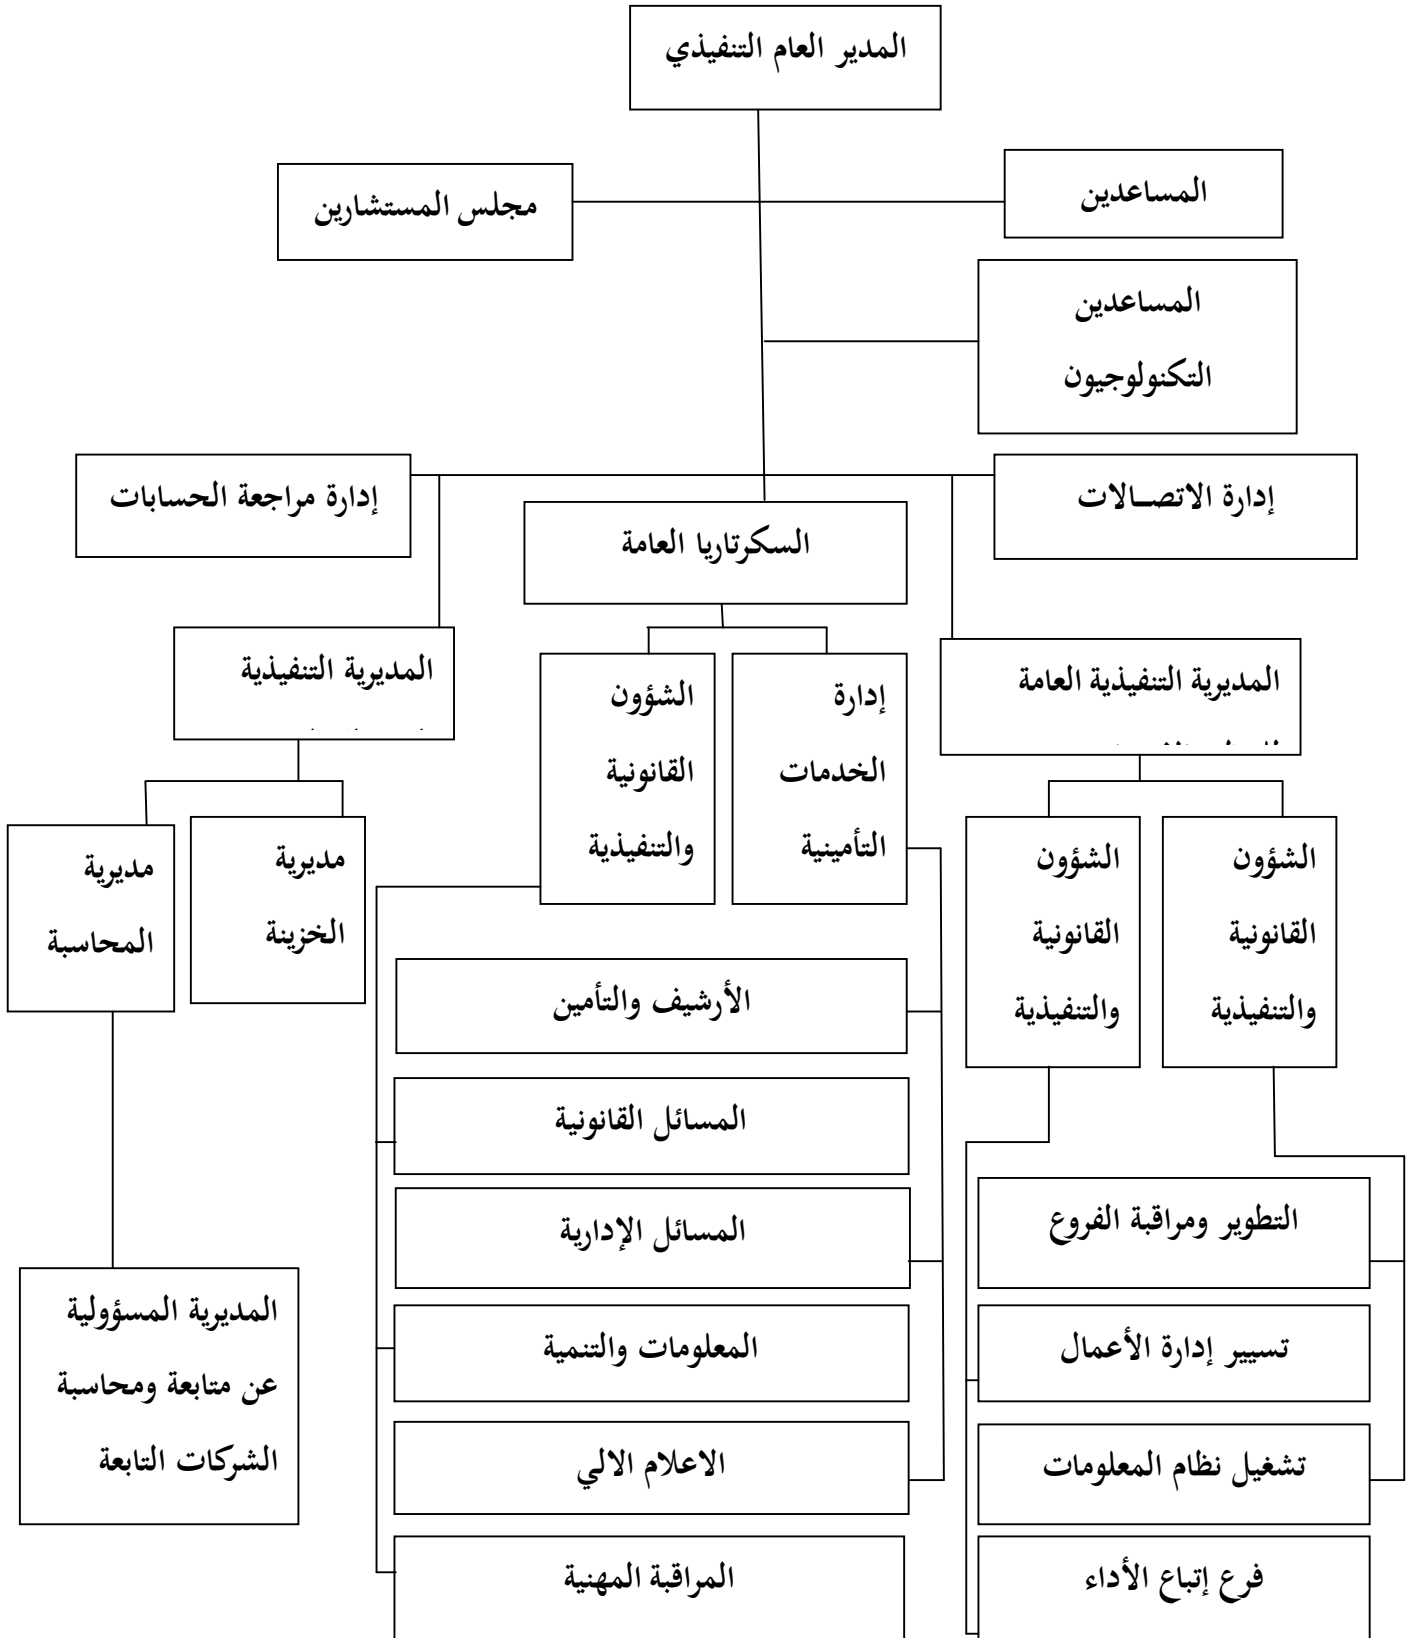 المدير العام التنفيذي
المساعدين
مجلس المستشارين
المساعدين
التكنولوجيون
إدارة الاتصالات
إدارة مراجعة الحسابات
السكرتاريا العامة
المديرية التنفيذية العامة
المديرية التنفيذية
إدارة
الخدمات
التأمينية
الشؤون
القانونية
والتنفيذية
الشؤون
القانونية
والتنفيذية
الشؤون
القانونية
والتنفيذية
مديرية
الخزينة
مديرية
المحاسبة
الأرشيف والتأمين
المسائل القانونية
المسائل الإدارية
المعلومات والتنمية
الاعلام الالي
المراقبة المهنية
التطوير ومراقبة الفروع
تسيير إدارة الأعمال
تشغيل نظام المعلومات
فرع إتباع الأداء
المديرية المسؤولية
عن متابعة ومحاسبة
الشركات التابعة